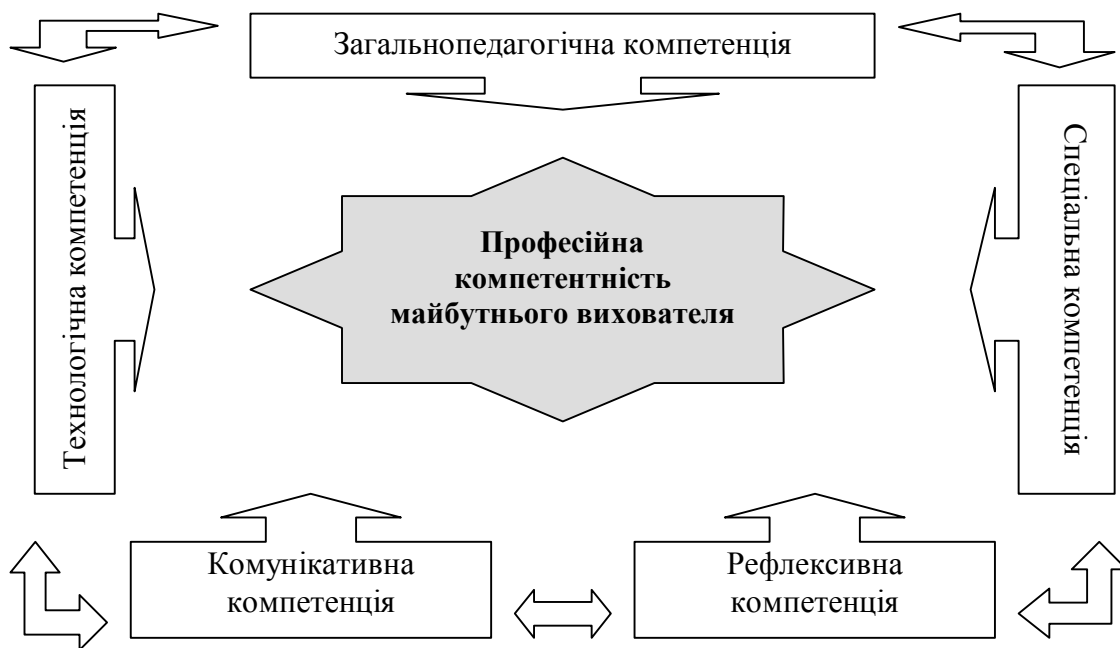 Загальнопедагогічна компетенція
Технологічна компетенція
Професійна
компетентність
майбутнього вихователя
Спеціальна компетенція
Комунікативна
компетенція
Рефлексивна
компетенція